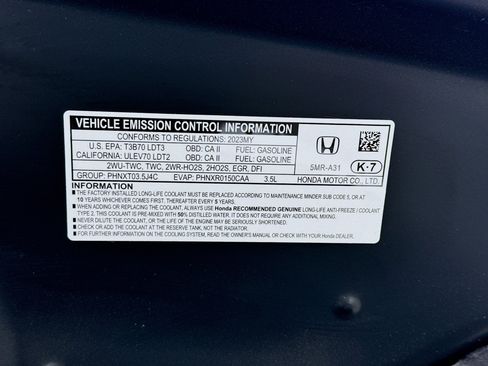 VEHICLE EMISSION CONTROL INFORMATION
CONFORMS TO REGULATIONS: 2023MY
U.S. EPA: T3B70 LDT3 OBD: CA II FUEL: GASOLINE
CALIFORNIA: ULEV70 LDT2 OBD: CA II FUEL: GASOLINE
2WU-TWC, TWC, 2WR-HO2S, 2HO2S, EGR, DFI
GROUP: PHNXT03.5J4C EVAP: PHNXR0150CAA 3.5L
5MR-A31 K-7
HONDA MOTOR CO., LTD.
INFORMATION
■ THE FACTORY INSTALLED LONG-LIFE COOLANT MUST BE REPLACED ACCORDING TO MAINTENANCE MINDER SUB CODE 5, OR AT
10 YEARS WHICHEVER COMES FIRST. THEREAFTER EVERY 5 YEARS.
■ WHEN ADDING OR REPLACING THE COOLANT, ALWAYS USE Honda RECOMMENDED GENUINE LONG-LIFE ANTI-FREEZE / COOLANT
TYPE 2. THIS COOLANT IS PRE-MIXED WITH 50% DISTILLED WATER, IT DOES NOT REQUIRE ANY ADDITIONAL MIXING.
■ NEVER USE DILUTED COOLANT, OR THE LIFE OF THE ENGINE MAY BE SERIOUSLY SHORTENED.
■ CHECK OR ADD THE COOLANT AT THE RESERVE TANK, NOT THE RADIATOR.
■ FOR FURTHER INFORMATION ON THE COOLING SYSTEM, READ THE OWNER'S MANUAL OR CHECK WITH YOUR Honda DEALER.